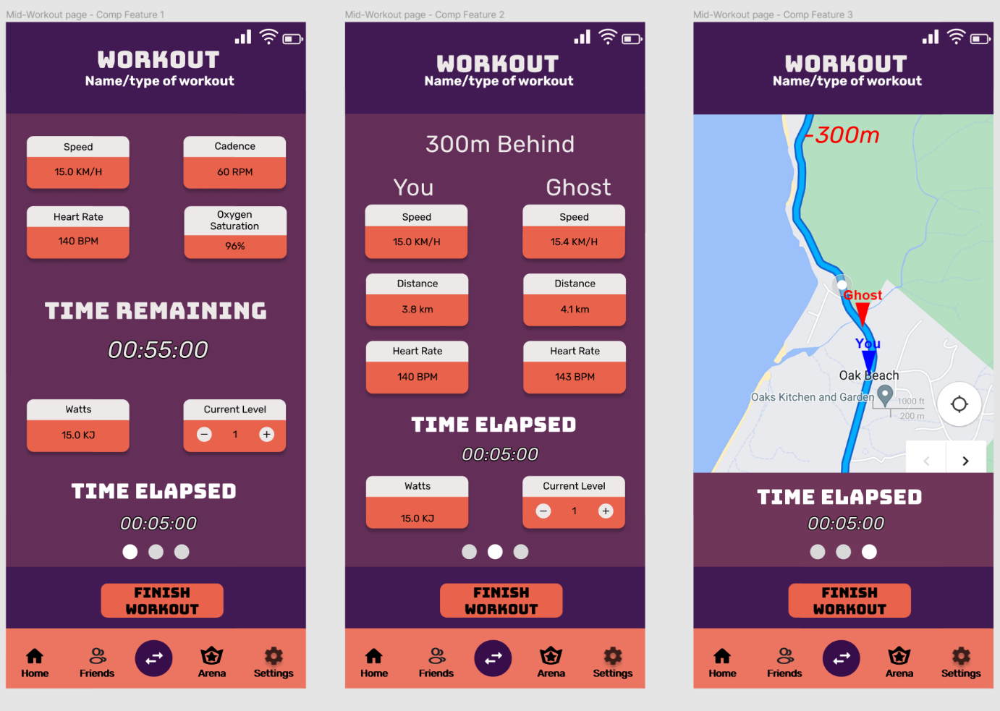 Mid-Workout page - Comp Feature 1
WORKOUT
Name/type of workout
Speed
15.0 KM/H
Cadence
60 RPM
Heart Rate
140 BPM
Oxygen
Saturation
96%
TIME REMAINING
00:55:00
Watts
15.0 KJ
Current Level
− 1 +
TIME ELAPSED
00:05:00
FINISH
WORKOUT
Home
Friends
Arena
Settings
Mid-Workout page - Comp Feature 2
WORKOUT
Name/type of workout
300m Behind
You
Ghost
Speed
15.0 KM/H
Speed
15.4 KM/H
Distance
3.8 km
Distance
4.1 km
Heart Rate
140 BPM
Heart Rate
143 BPM
TIME ELAPSED
00:05:00
Watts
15.0 KJ
Current Level
− 1 +
FINISH
WORKOUT
Home
Friends
Arena
Settings
Mid-Workout page - Comp Feature 3
WORKOUT
Name/type of workout
-300m
Ghost
You
Oak Beach
Oaks Kitchen and Garden
1000 ft
200 m
TIME ELAPSED
00:05:00
FINISH
WORKOUT
Home
Friends
Arena
Settings